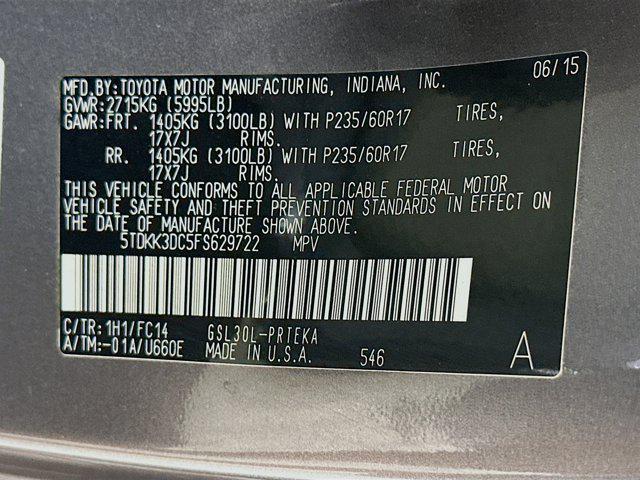 MFD.BY:TOYOTA MOTOR MANUFACTURING, INDIANA, INC. 06/15
GVWR:2715KG (5995LB)
GAWR:FRT. 1405KG (3100LB) WITH P235/60R17 TIRES,
17X7J RIMS.
RR. 1405KG (3100LB) WITH P235/60R17 TIRES,
17X7J RIMS.
THIS VEHICLE CONFORMS TO ALL APPLICABLE FEDERAL MOTOR
VEHICLE SAFETY AND THEFT PREVENTION STANDARDS IN EFFECT ON
THE DATE OF MANUFACTURE SHOWN ABOVE.
5TDKK3DC5FS629722 MPV
C/TR:1H1/FC14 GSL30L-PRTEKA
A/TM:-01A/U660E MADE IN U.S.A. 546 A